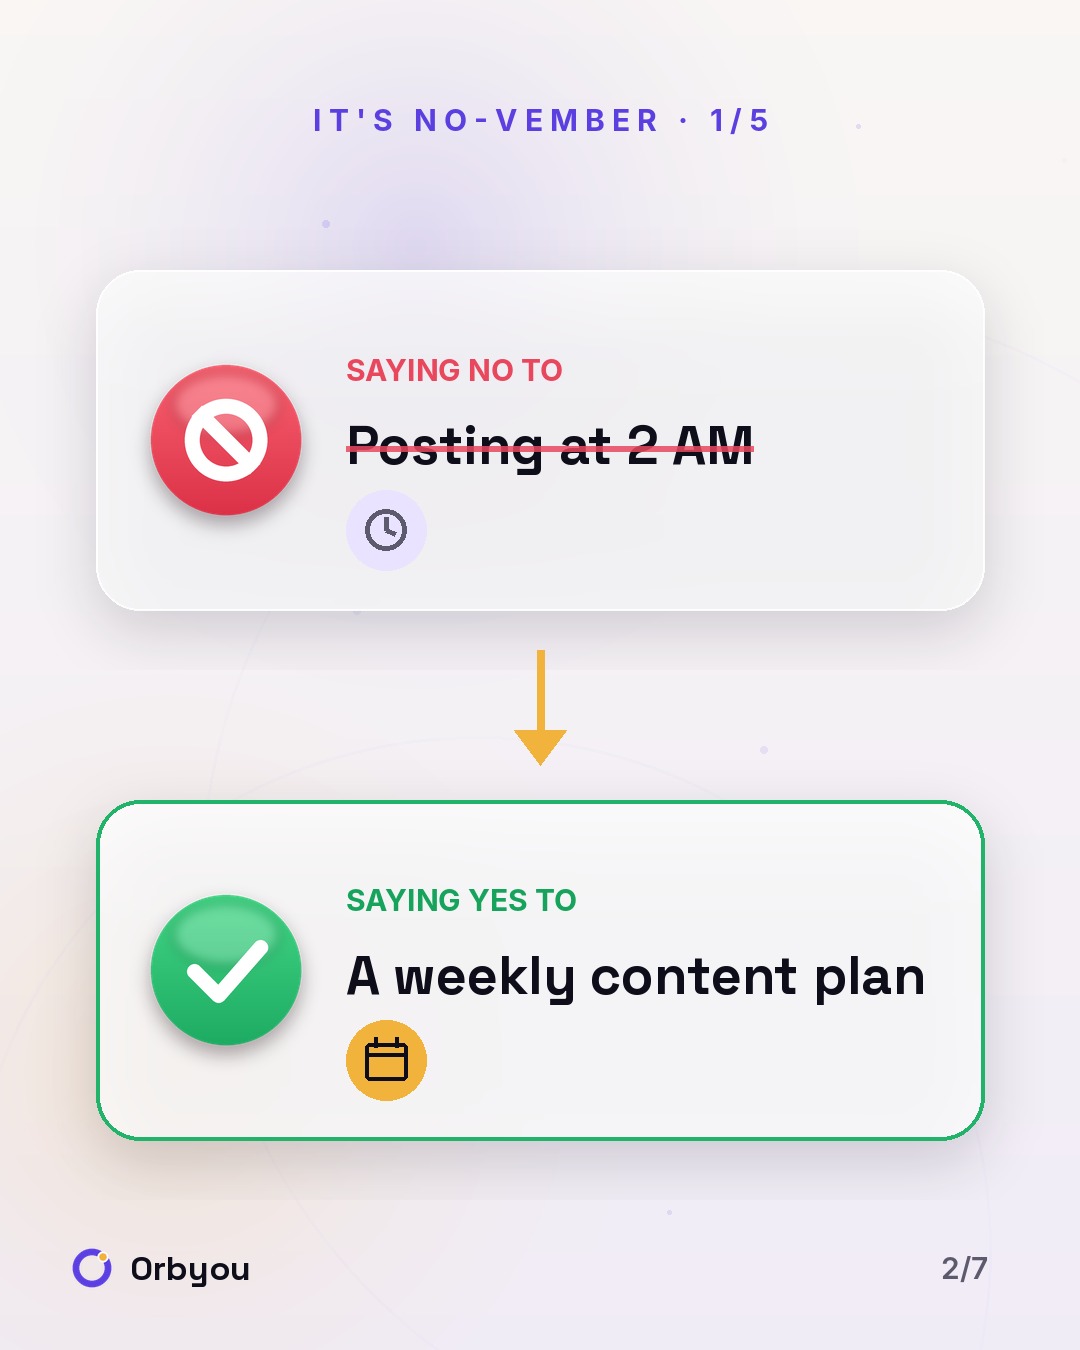 IT'S NO-VEMBER · 1/5
SAYING NO TO
Posting at 2 AM
SAYING YES TO
A weekly content plan
Orbyou
2/7